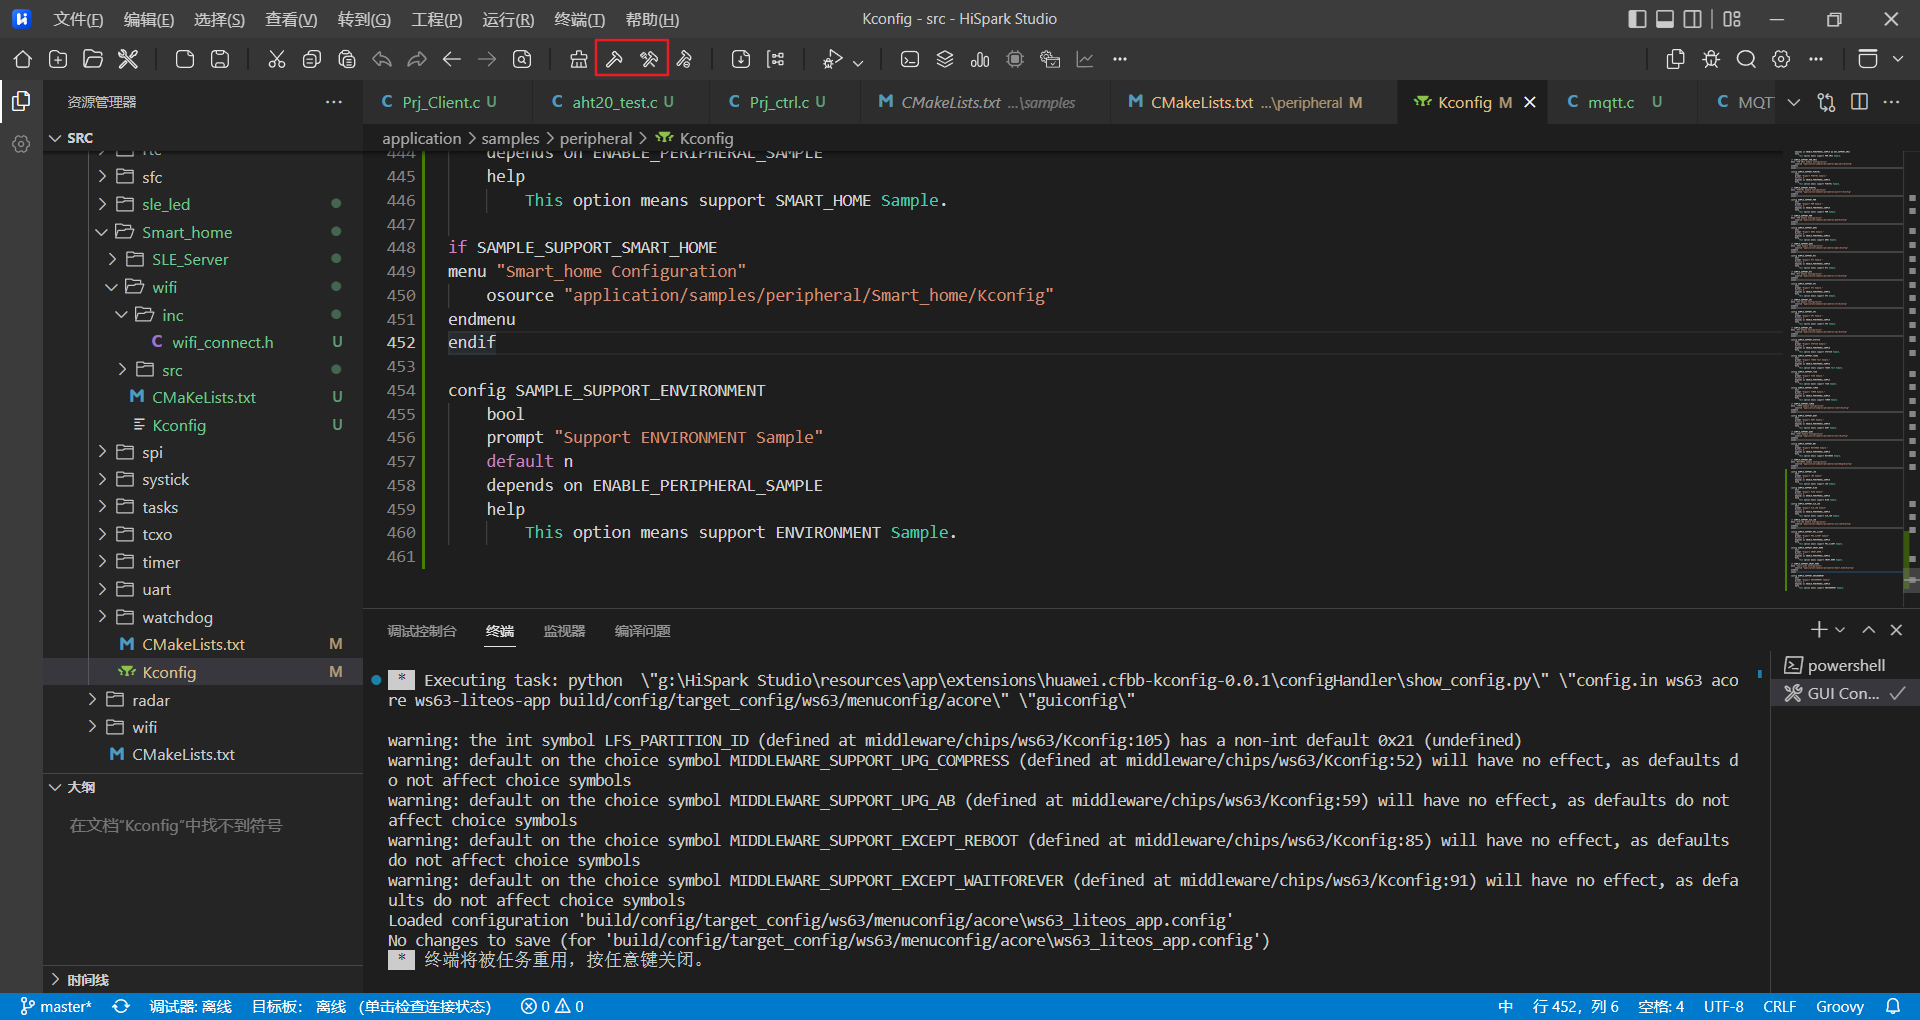 文件(F) 编辑(E) 选择(S) 查看(V) 转到(G) 工程(P) 运行(R) 终端(T) 帮助(H) Kconfig - src - HiSpark Studio
资源管理器
Prj_Client.c U
aht20_test.c U
Prj_ctrl.c U
CMakeLists.txt ...\samples
CMakeLists.txt ...\peripheral M
Kconfig M
mqtt.c U
MQT
application > samples > peripheral > Kconfig
SRC
rtc
sfc
sle_led
Smart_home
SLE_Server
wifi
inc
wifi_connect.h U
src
CMaKeLists.txt U
Kconfig U
spi
systick
tasks
tcxo
timer
uart
watchdog
CMakeLists.txt M
Kconfig M
radar
wifi
CMakeLists.txt
大纲
在文档“Kconfig”中找不到符号
时间线
444 depends on ENABLE_PERIPHERAL_SAMPLE
445 help
446 This option means support SMART_HOME Sample.
447
448 if SAMPLE_SUPPORT_SMART_HOME
449 menu "Smart_home Configuration"
450 osource "application/samples/peripheral/Smart_home/Kconfig"
451 endmenu
452 endif
453
454 config SAMPLE_SUPPORT_ENVIRONMENT
455 bool
456 prompt "Support ENVIRONMENT Sample"
457 default n
458 depends on ENABLE_PERIPHERAL_SAMPLE
459 help
460 This option means support ENVIRONMENT Sample.
461
调试控制台 终端 监视器 编译问题
powershell
GUI Con...
* Executing task: python \"g:\HiSpark Studio\resources\app\extensions\huawei.cfbb-kconfig-0.0.1\configHandler\show_config.py\" \"config.in ws63 aco
re ws63-liteos-app build/config/target_config/ws63/menuconfig/acore\" \"guiconfig\"
warning: the int symbol LFS_PARTITION_ID (defined at middleware/chips/ws63/Kconfig:105) has a non-int default 0x21 (undefined)
warning: default on the choice symbol MIDDLEWARE_SUPPORT_UPG_COMPRESS (defined at middleware/chips/ws63/Kconfig:52) will have no effect, as defaults d
o not affect choice symbols
warning: default on the choice symbol MIDDLEWARE_SUPPORT_UPG_AB (defined at middleware/chips/ws63/Kconfig:59) will have no effect, as defaults do not
affect choice symbols
warning: default on the choice symbol MIDDLEWARE_SUPPORT_EXCEPT_REBOOT (defined at middleware/chips/ws63/Kconfig:85) will have no effect, as defaults
do not affect choice symbols
warning: default on the choice symbol MIDDLEWARE_SUPPORT_EXCEPT_WAITFOREVER (defined at middleware/chips/ws63/Kconfig:91) will have no effect, as defa
ults do not affect choice symbols
Loaded configuration 'build/config/target_config/ws63/menuconfig/acore\ws63_liteos_app.config'
No changes to save (for 'build/config/target_config/ws63/menuconfig/acore\ws63_liteos_app.config')
* 终端将被任务重用，按任意键关闭。
master* 调试器: 离线 目标板: 离线 (单击检查连接状态) 0 0 中 行 452，列 6 空格: 4 UTF-8 CRLF Groovy